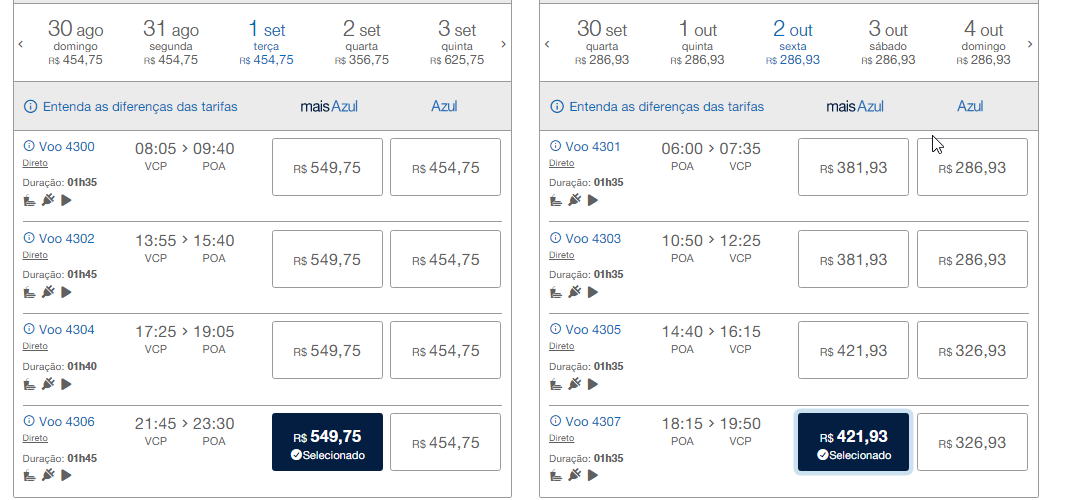 30 ago 31 ago 1 set 2 set 3 set
domingo segunda terça quarta quinta
R$ 454,75 R$ 454,75 R$ 454,75 R$ 356,75 R$ 625,75
Entenda as diferenças das tarifas maisAzul Azul
Voo 4300 08:05 > 09:40 R$ 549,75 R$ 454,75
Direto VCP POA
Duração: 01h35
Voo 4302 13:55 > 15:40 R$ 549,75 R$ 454,75
Direto VCP POA
Duração: 01h45
Voo 4304 17:25 > 19:05 R$ 549,75 R$ 454,75
Direto VCP POA
Duração: 01h40
Voo 4306 21:45 > 23:30 R$ 549,75 R$ 454,75
Direto VCP POA Selecionado
Duração: 01h45
30 set 1 out 2 out 3 out 4 out
quarta quinta sexta sábado domingo
R$ 286,93 R$ 286,93 R$ 286,93 R$ 286,93 R$ 286,93
Entenda as diferenças das tarifas maisAzul Azul
Voo 4301 06:00 > 07:35 R$ 381,93 R$ 286,93
Direto POA VCP
Duração: 01h35
Voo 4303 10:50 > 12:25 R$ 381,93 R$ 286,93
Direto POA VCP
Duração: 01h35
Voo 4305 14:40 > 16:15 R$ 421,93 R$ 326,93
Direto POA VCP
Duração: 01h35
Voo 4307 18:15 > 19:50 R$ 421,93 R$ 326,93
Direto POA VCP Selecionado
Duração: 01h35